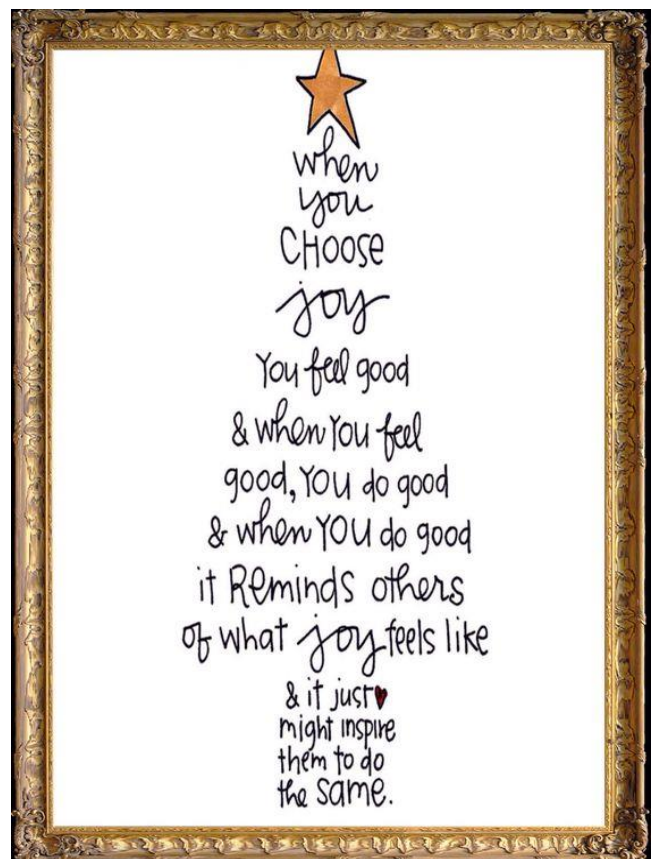 when
you
CHOOSE
joy
You feel good
& when You feel
good, YOU do good
& when YOU do good
it Reminds others
of what joy feels like
& it just
might inspire
them to do
the same.